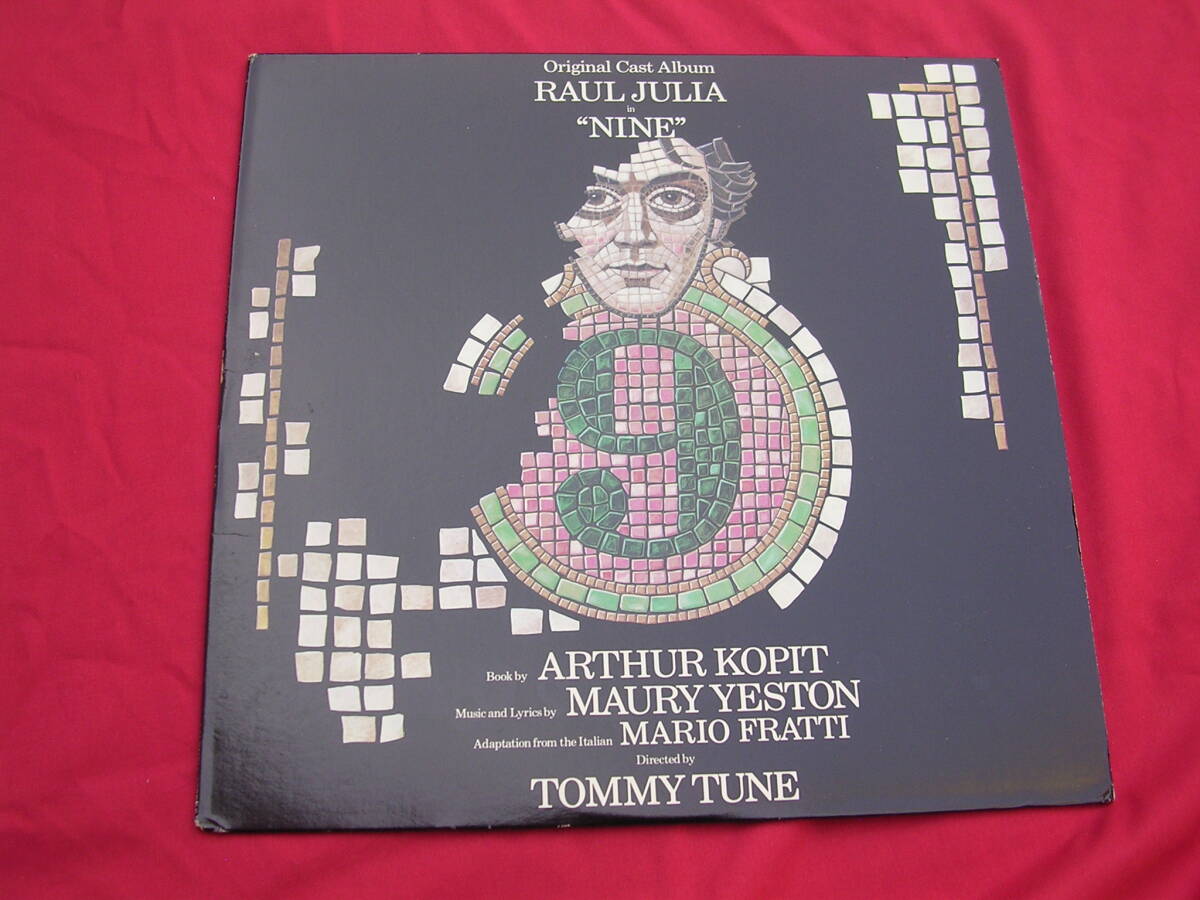 Original Cast Album
RAUL JULIA
in
“NINE”
9
Book by ARTHUR KOPIT
Music and Lyrics by MAURY YESTON
Adaptation from the Italian MARIO FRATTI
Directed by
TOMMY TUNE